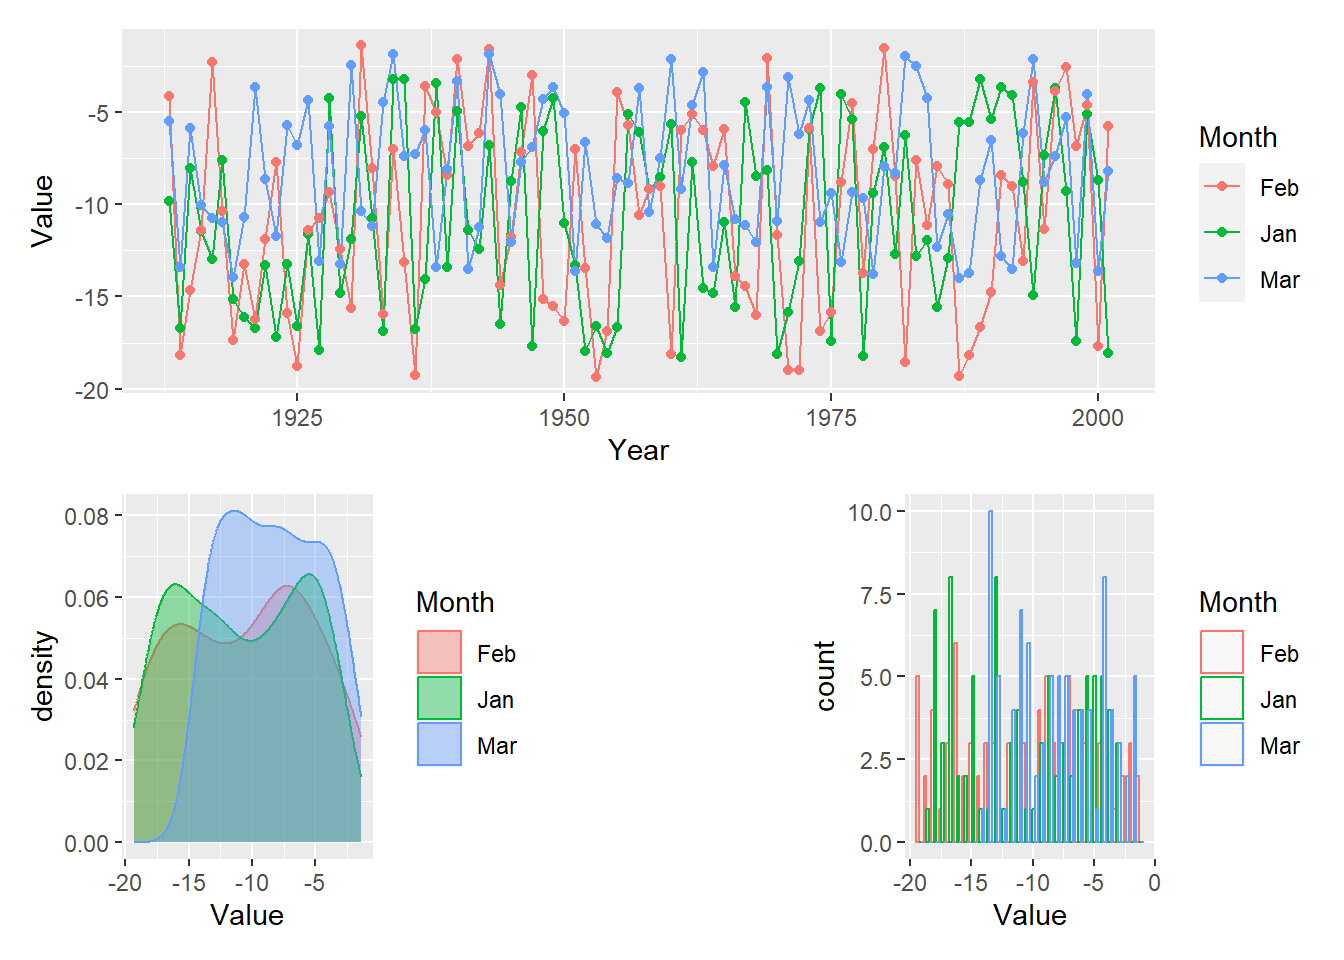 Value
-5
-10
-15
-20
1925 1950 1975 2000
Year
Month
Feb
Jan
Mar
density
0.08
0.06
0.04
0.02
0.00
-20 -15 -10 -5
Value
Month
Feb
Jan
Mar
count
10.0
7.5
5.0
2.5
0.0
-20 -15 -10 -5 0
Value
Month
Feb
Jan
Mar